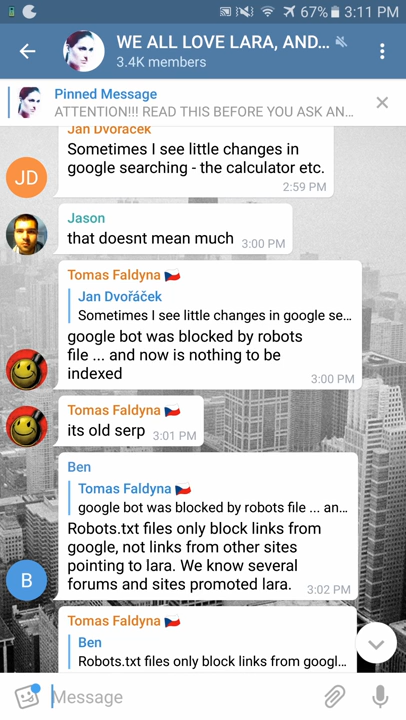 67% 3:11 PM
WE ALL LOVE LARA, AND...
3.4K members
Pinned Message
ATTENTION!!! READ THIS BEFORE YOU ASK AN...
Jan Dvořáček
Sometimes I see little changes in
google searching - the calculator etc.
JD
2:59 PM
Jason
that doesnt mean much 3:00 PM
Tomas Faldyna
Jan Dvořáček
Sometimes I see little changes in google se...
google bot was blocked by robots
file ... and now is nothing to be
indexed
3:00 PM
Tomas Faldyna
its old serp 3:01 PM
Ben
Tomas Faldyna
google bot was blocked by robots file ... an...
Robots.txt files only block links from
google, not links from other sites
pointing to lara. We know several
forums and sites promoted lara.
B
3:02 PM
Tomas Faldyna
Ben
Robots.txt files only block links from googl...
Message